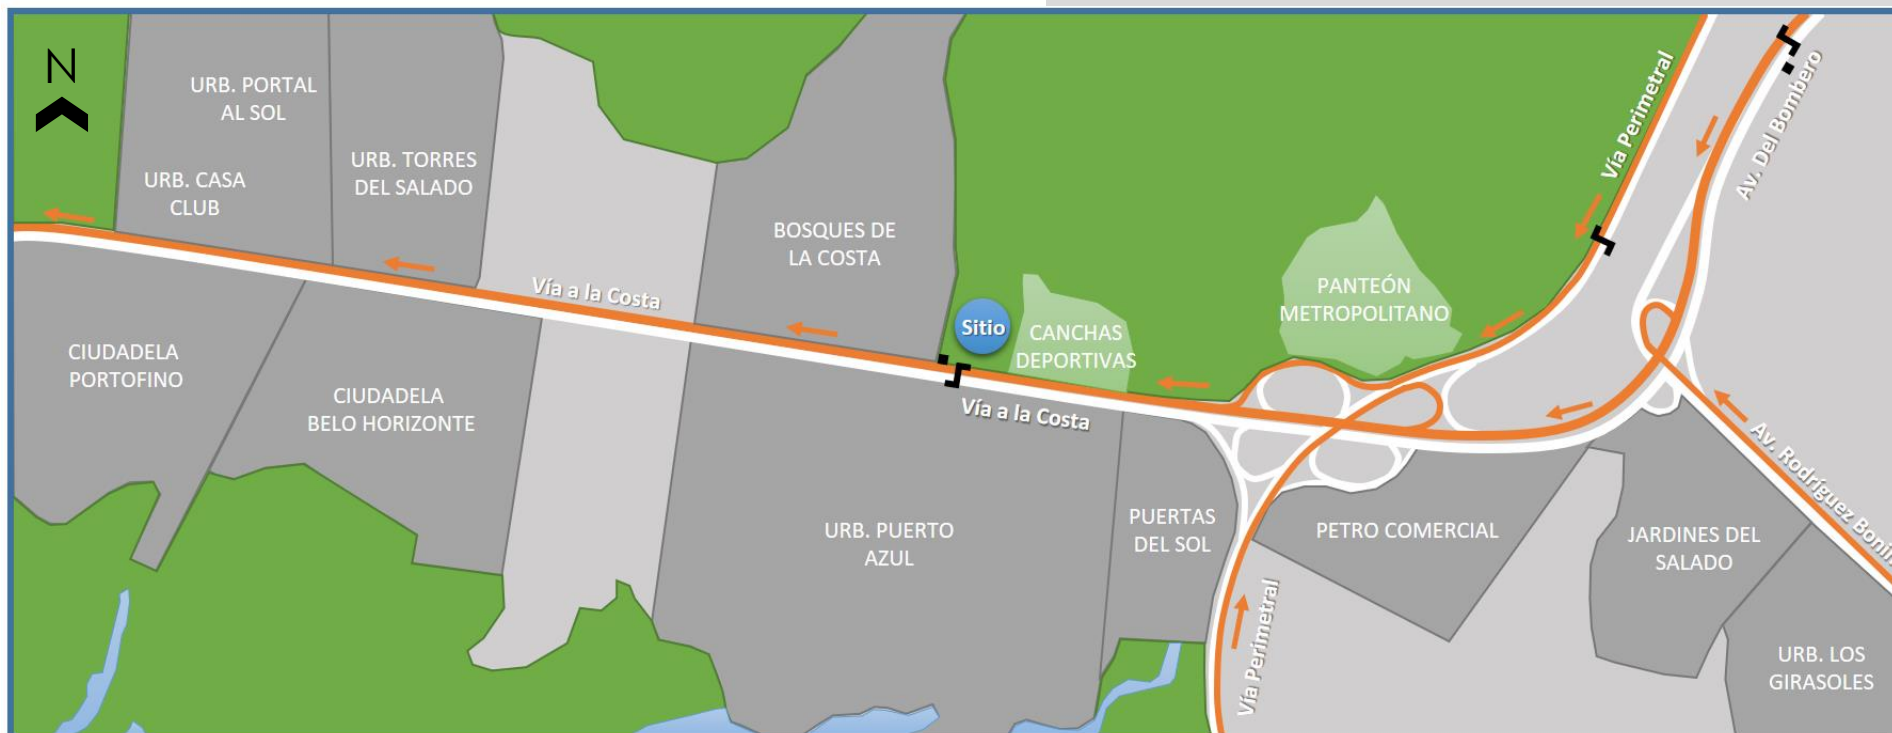 N
URB. PORTAL
AL SOL
URB. TORRES
DEL SALADO
URB. CASA
CLUB
BOSQUES DE
LA COSTA
Vía a la Costa
Sitio
CANCHAS
DEPORTIVAS
PANTEÓN
METROPOLITANO
Vía Perimetral
Av. Del Bombero
CIUDADELA
PORTOFINO
CIUDADELA
BELO HORIZONTE
Vía a la Costa
URB. PUERTO
AZUL
PUERTAS
DEL SOL
PETRO COMERCIAL
JARDINES DEL
SALADO
Av. Rodríguez Bonin
Vía Perimetral
URB. LOS
GIRASOLES